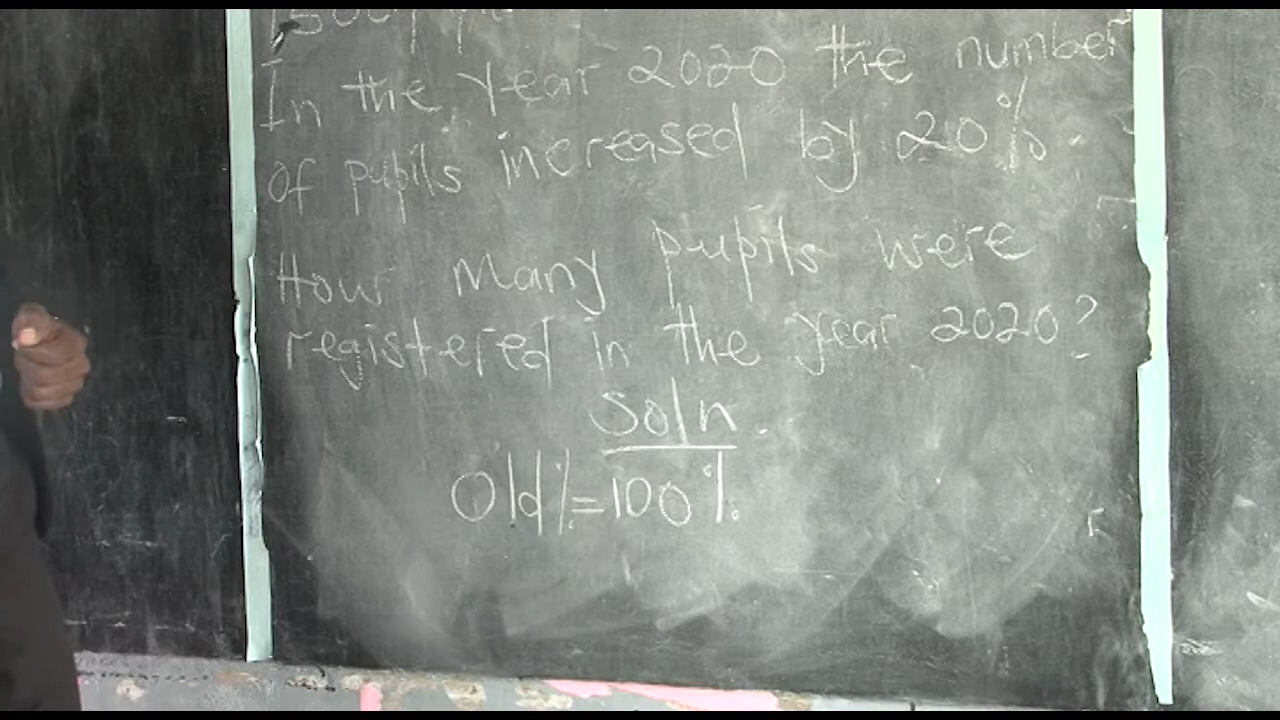 In the year 2020 the number
of pupils increased by 20%.
How many pupils were
registered in the year 2020?
Soln.
Old%=100%.